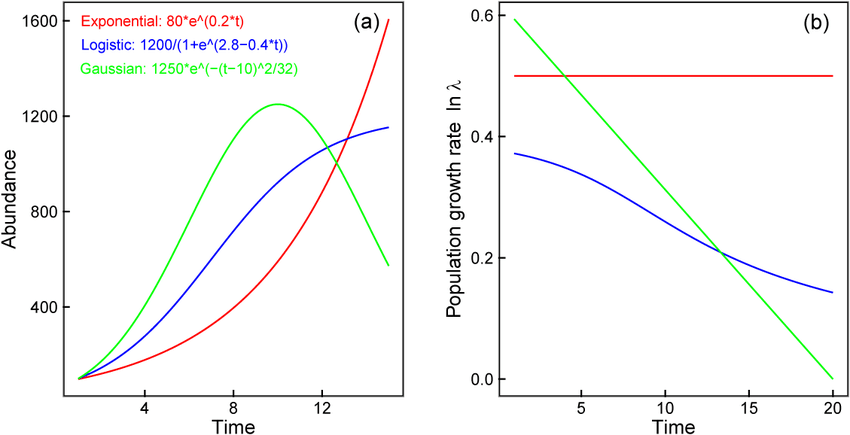 (a)
Exponential: 80*e^(0.2*t)
Logistic: 1200/(1+e^(2.8−0.4*t))
Gaussian: 1250*e^(−(t−10)^2/32)
1600
1200
800
400
Abundance
4
8
12
Time
(b)
0.6
0.4
0.2
0.0
Population growth rate ln λ
5
10
15
20
Time